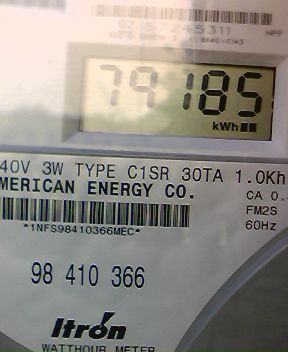 79185
kWh
40V 3W TYPE C1SR 30TA 1.0Kh
MERICAN ENERGY CO.
CA 0.
FM2S
60Hz
*1NFS98410366MEC*
98 410 366
Itron
WATTHOUR METER